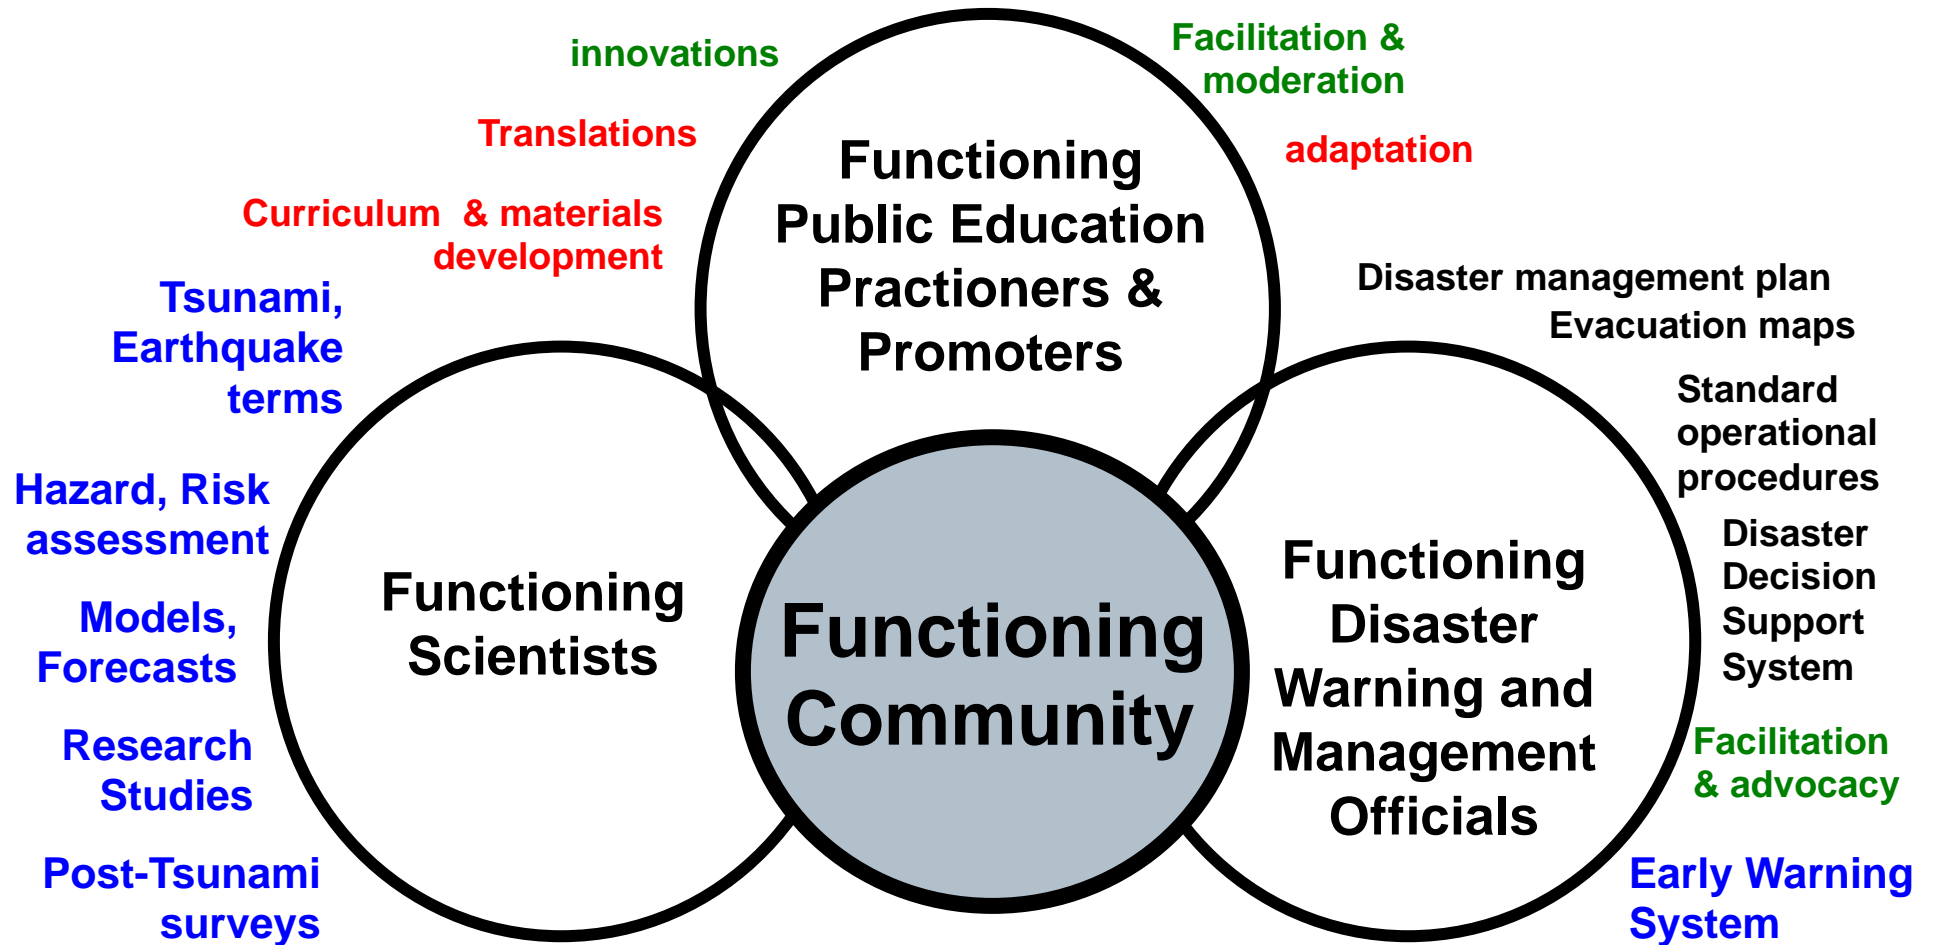 innovations
Facilitation &
moderation
Translations
adaptation
Curriculum  & materials
development
Functioning
Public Education
Practioners &
Promoters
Tsunami,
Earthquake
terms
Hazard, Risk
assessment
Models,
Forecasts
Research
Studies
Post-Tsunami
surveys
Functioning
Scientists
Functioning
Community
Functioning
Disaster
Warning and
Management
Officials
Disaster management plan
Evacuation maps
Standard
operational
procedures
Disaster
Decision
Support
System
Facilitation
& advocacy
Early Warning
System